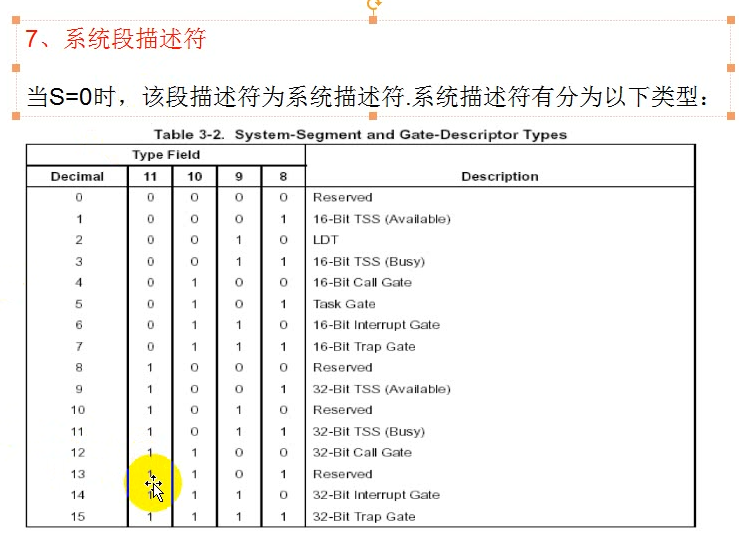 7、系统段描述符
当S=0时，该段描述符为系统描述符.系统描述符有分为以下类型：
Table 3-2. System-Segment and Gate-Descriptor Types
Type Field
Decimal 11 10 9 8 Description
0 0 0 0 0 Reserved
1 0 0 0 1 16-Bit TSS (Available)
2 0 0 1 0 LDT
3 0 0 1 1 16-Bit TSS (Busy)
4 0 1 0 0 16-Bit Call Gate
5 0 1 0 1 Task Gate
6 0 1 1 0 16-Bit Interrupt Gate
7 0 1 1 1 16-Bit Trap Gate
8 1 0 0 0 Reserved
9 1 0 0 1 32-Bit TSS (Available)
10 1 0 1 0 Reserved
11 1 0 1 1 32-Bit TSS (Busy)
12 1 1 0 0 32-Bit Call Gate
13 1 1 0 1 Reserved
14 1 1 1 0 32-Bit Interrupt Gate
15 1 1 1 1 32-Bit Trap Gate